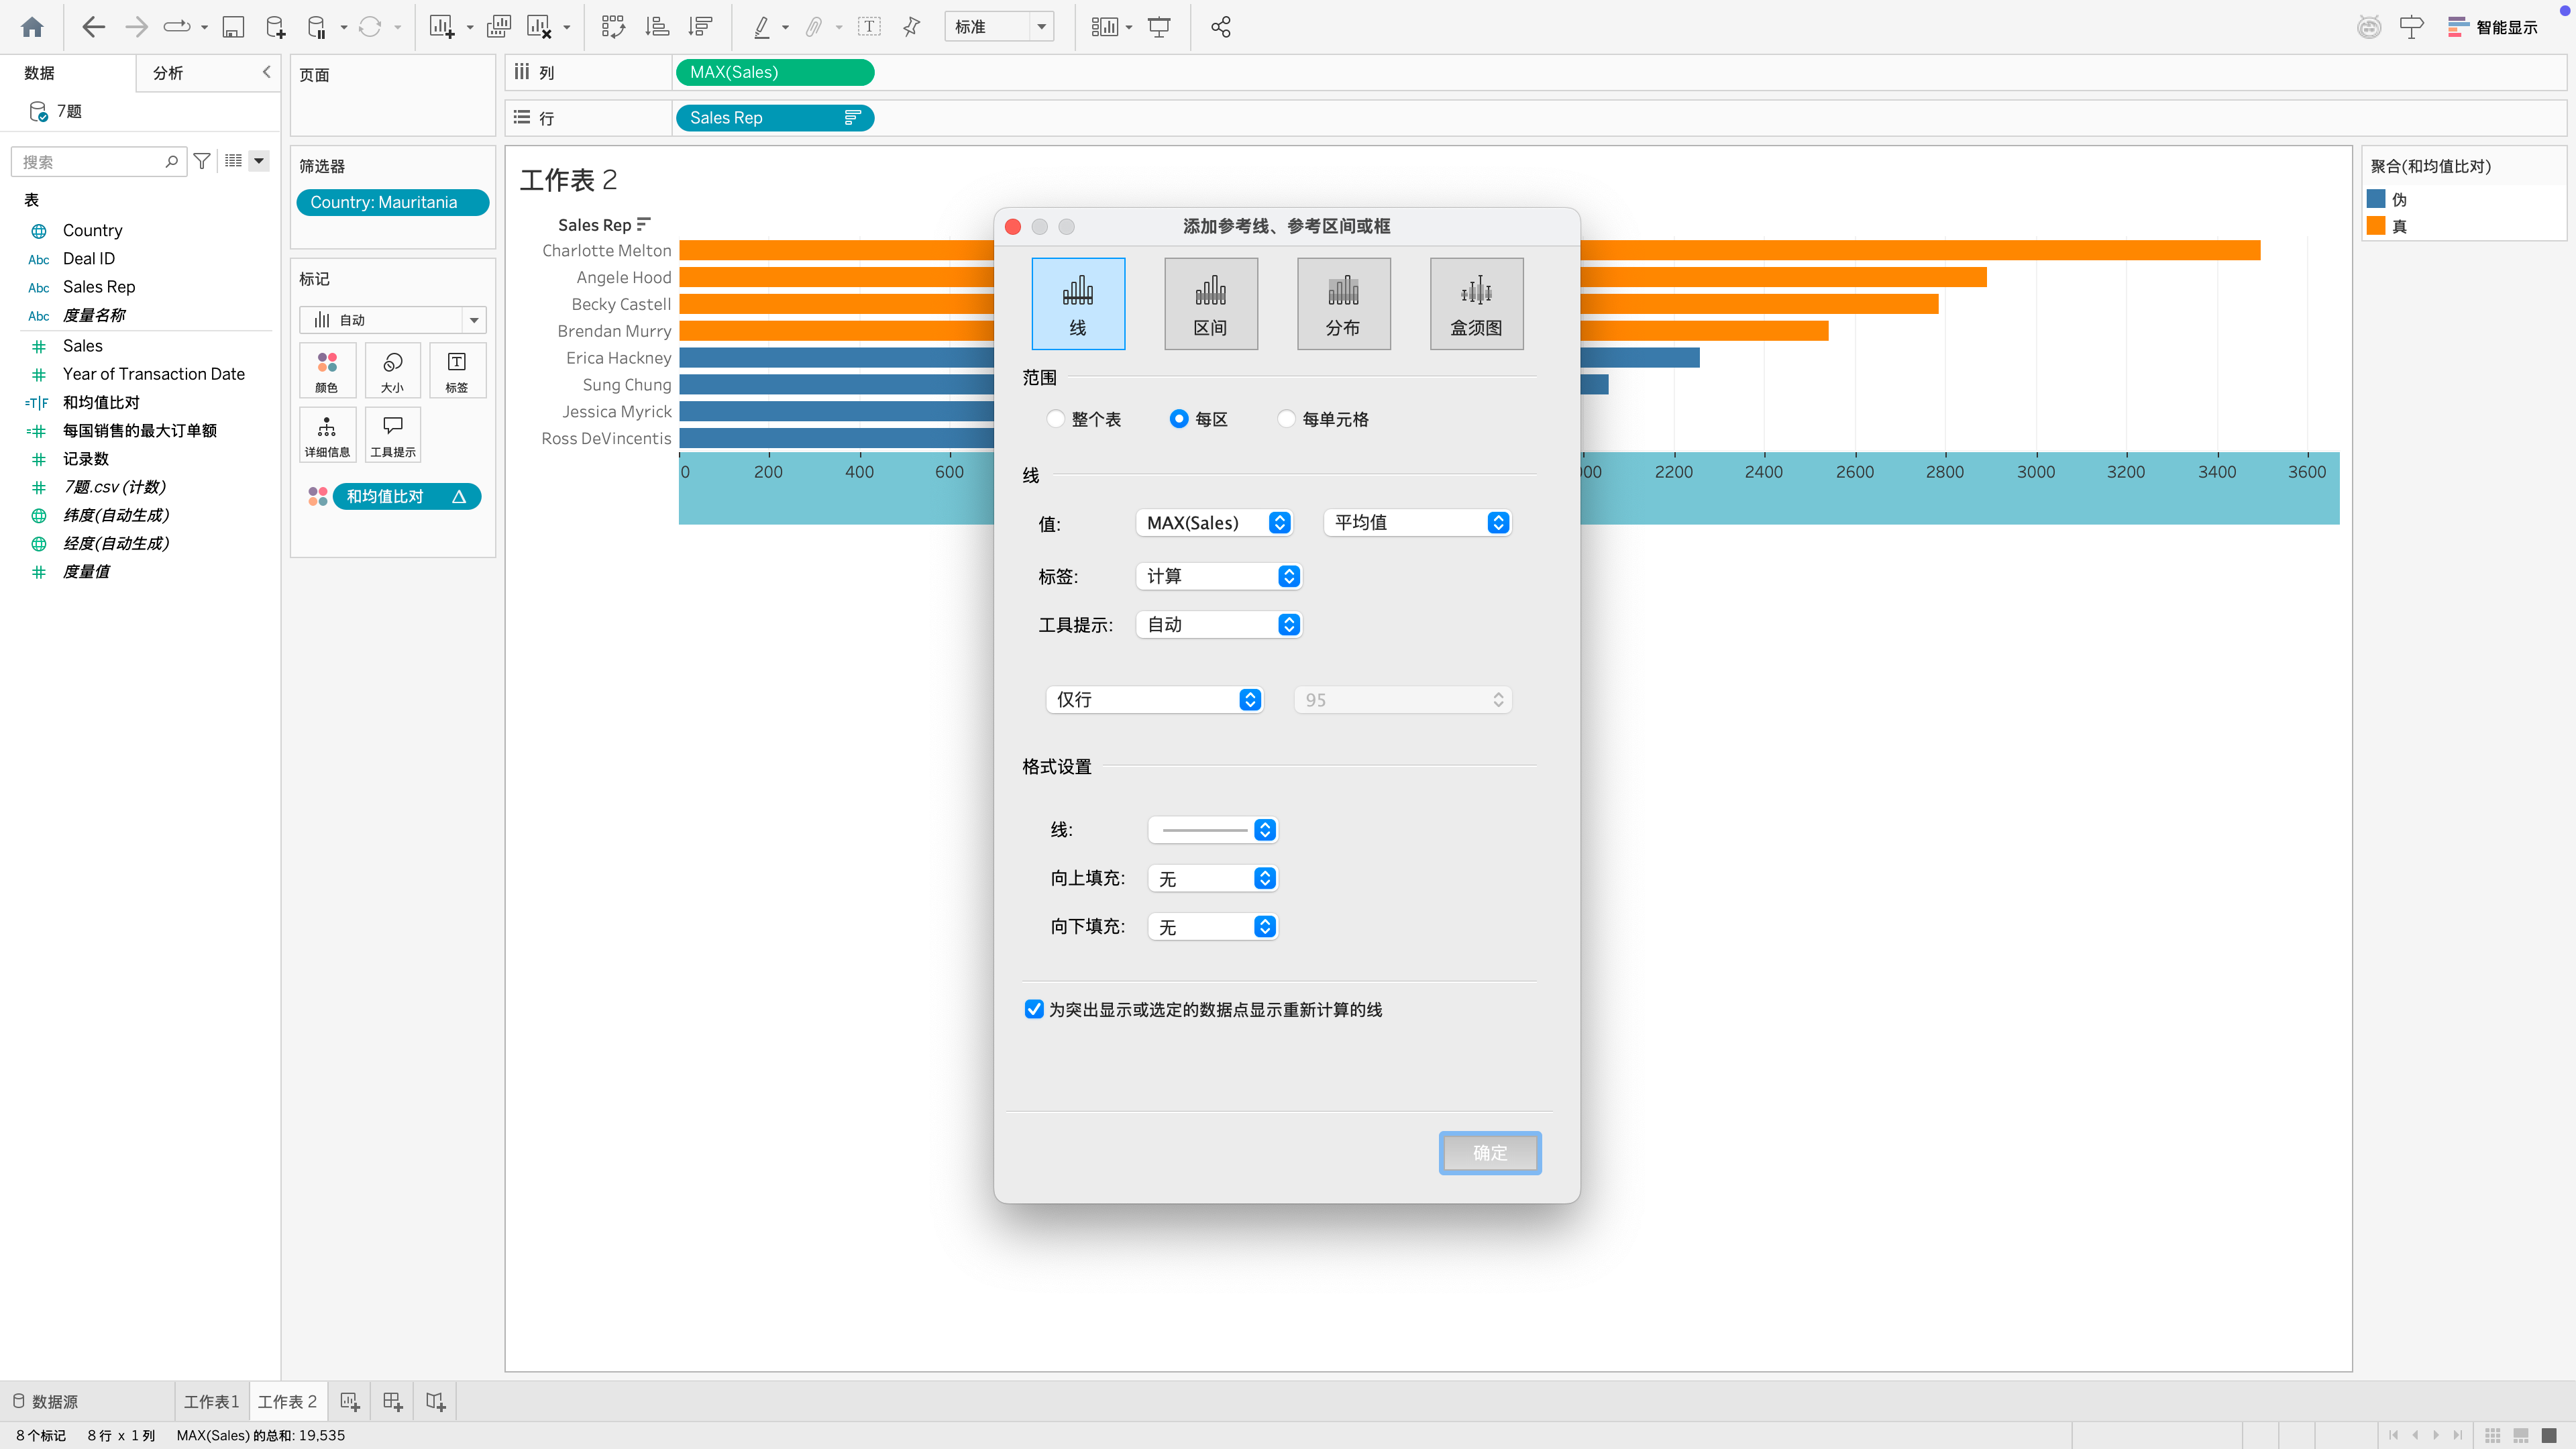 标准
智能显示
数据
分析
7题
搜索
表
Country
Abc Deal ID
Abc Sales Rep
Abc 度量名称
Sales
Year of Transaction Date
=T|F 和均值比对
=# 每国销售的最大订单额
记录数
7题.csv (计数)
纬度(自动生成)
经度(自动生成)
度量值
页面
筛选器
Country: Mauritania
标记
自动
颜色 大小 标签
详细信息 工具提示
和均值比对 △
列 MAX(Sales)
行 Sales Rep
工作表 2
Sales Rep
Charlotte Melton
Angele Hood
Becky Castell
Brendan Murry
Erica Hackney
Sung Chung
Jessica Myrick
Ross DeVincentis
0 200 400 600 2200 2400 2600 2800 3000 3200 3400 3600
添加参考线、参考区间或框
线 区间 分布 盒须图
范围
整个表 每区 每单元格
线
值: MAX(Sales) 平均值
标签: 计算
工具提示: 自动
仅行 95
格式设置
线:
向上填充: 无
向下填充: 无
为突出显示或选定的数据点显示重新计算的线
确定
聚合(和均值比对)
伪
真
数据源 工作表1 工作表 2
8个标记 8行 x 1列 MAX(Sales) 的总和: 19,535